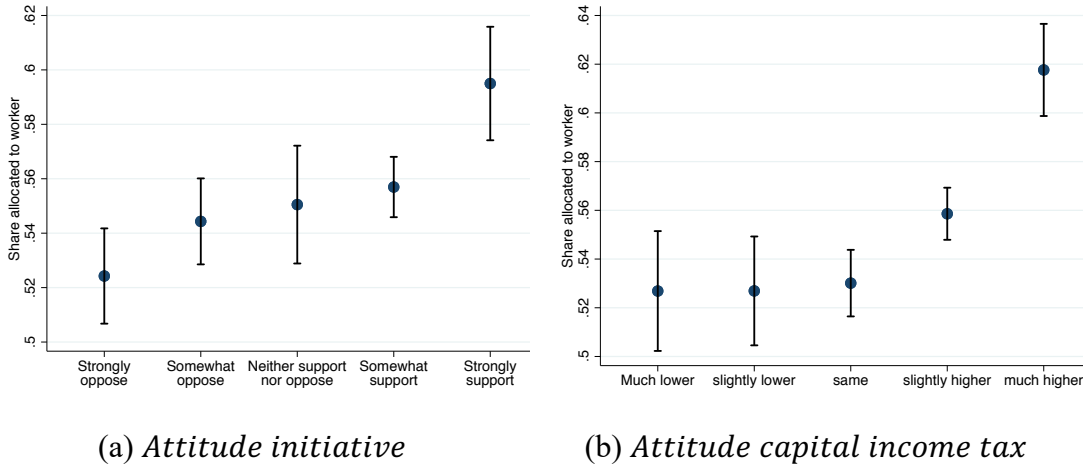 Share allocated to worker
.62
.6
.58
.56
.54
.52
.5
Strongly oppose
Somewhat oppose
Neither support nor oppose
Somewhat support
Strongly support
(a) Attitude initiative
Share allocated to worker
.64
.62
.6
.58
.56
.54
.52
.5
Much lower
slightly lower
same
slightly higher
much higher
(b) Attitude capital income tax